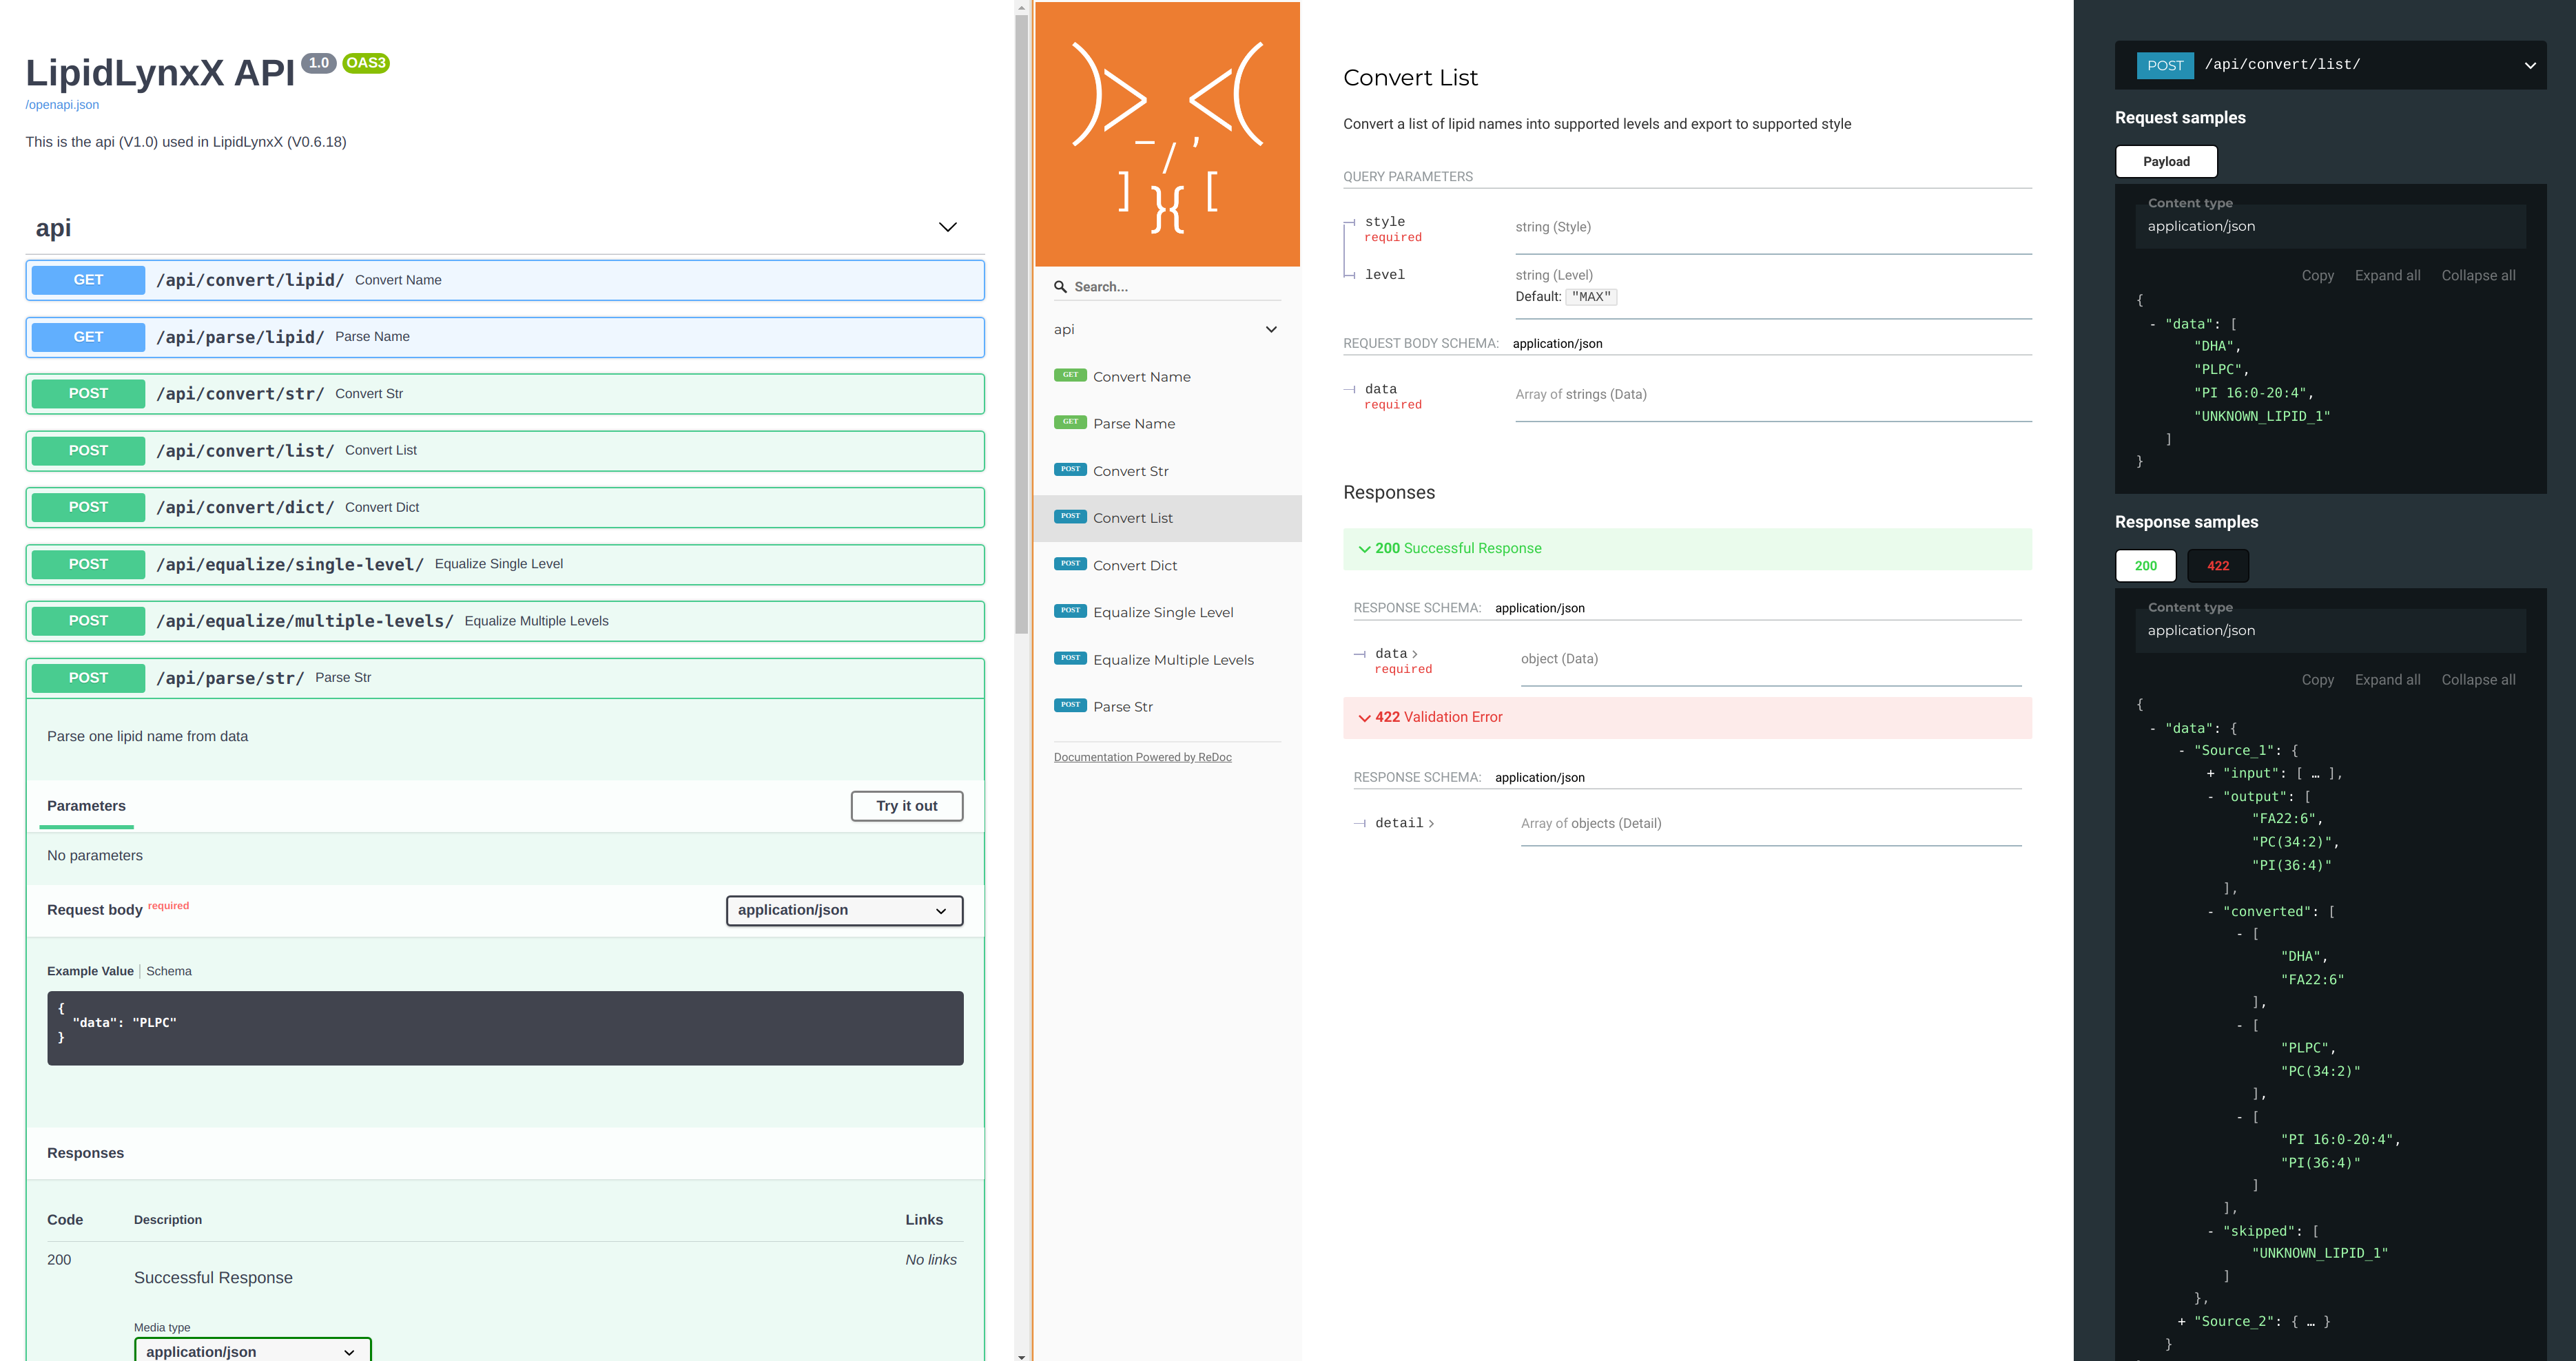 LipidLynxX API 1.0 OAS3
/openapi.json
This is the api (V1.0) used in LipidLynxX (V0.6.18)
api
GET /api/convert/lipid/ Convert Name
GET /api/parse/lipid/ Parse Name
POST /api/convert/str/ Convert Str
POST /api/convert/list/ Convert List
POST /api/convert/dict/ Convert Dict
POST /api/equalize/single-level/ Equalize Single Level
POST /api/equalize/multiple-levels/ Equalize Multiple Levels
POST /api/parse/str/ Parse Str
Parse one lipid name from data
Parameters Try it out
No parameters
Request body required application/json
Example Value | Schema
{
"data": "PLPC"
}
Responses
Code Description Links
200 No links
Successful Response
Media type
application/json
Search...
api
GET Convert Name
GET Parse Name
POST Convert Str
POST Convert List
POST Convert Dict
POST Equalize Single Level
POST Equalize Multiple Levels
POST Parse Str
Documentation Powered by ReDoc
Convert List
Convert a list of lipid names into supported levels and export to supported style
QUERY PARAMETERS
style string (Style)
required
level string (Level)
Default: "MAX"
REQUEST BODY SCHEMA: application/json
data Array of strings (Data)
required
Responses
200 Successful Response
RESPONSE SCHEMA: application/json
data > object (Data)
required
422 Validation Error
RESPONSE SCHEMA: application/json
detail > Array of objects (Detail)
POST /api/convert/list/
Request samples
Payload
Content type
application/json
Copy Expand all Collapse all
{
- "data": [
"DHA",
"PLPC",
"PI 16:0-20:4",
"UNKNOWN_LIPID_1"
]
}
Response samples
200 422
Content type
application/json
Copy Expand all Collapse all
{
- "data": {
- "Source_1": {
+ "input": [ … ],
- "output": [
"FA22:6",
"PC(34:2)",
"PI(36:4)"
],
- "converted": [
- [
"DHA",
"FA22:6"
],
- [
"PLPC",
"PC(34:2)"
],
- [
"PI 16:0-20:4",
"PI(36:4)"
]
],
- "skipped": [
"UNKNOWN_LIPID_1"
]
},
+ "Source_2": { … }
}